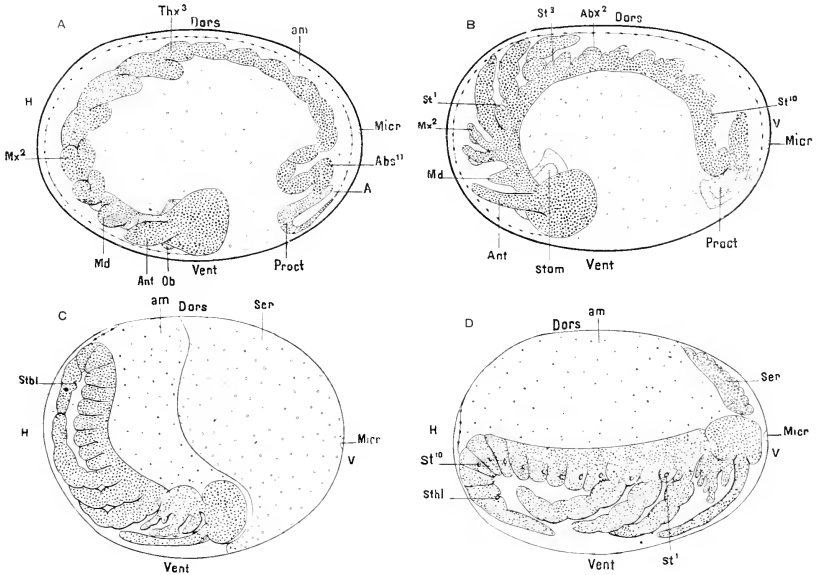 A
Thx³
Dors
am
H
Micr
Mx²
Abs¹¹
A
Md
Ant
Ob
Vent
Proct
B
St³
Abx²
Dors
St¹
St¹⁰
Mx²
V
Micr
Md
Ant
Stom
Vent
Proct
C
am
Dors
Ser
Stbl
H
Micr
V
Vent
D
am
Dors
Ser
H
Micr
V
St¹⁰
Sthl
Vent
St¹